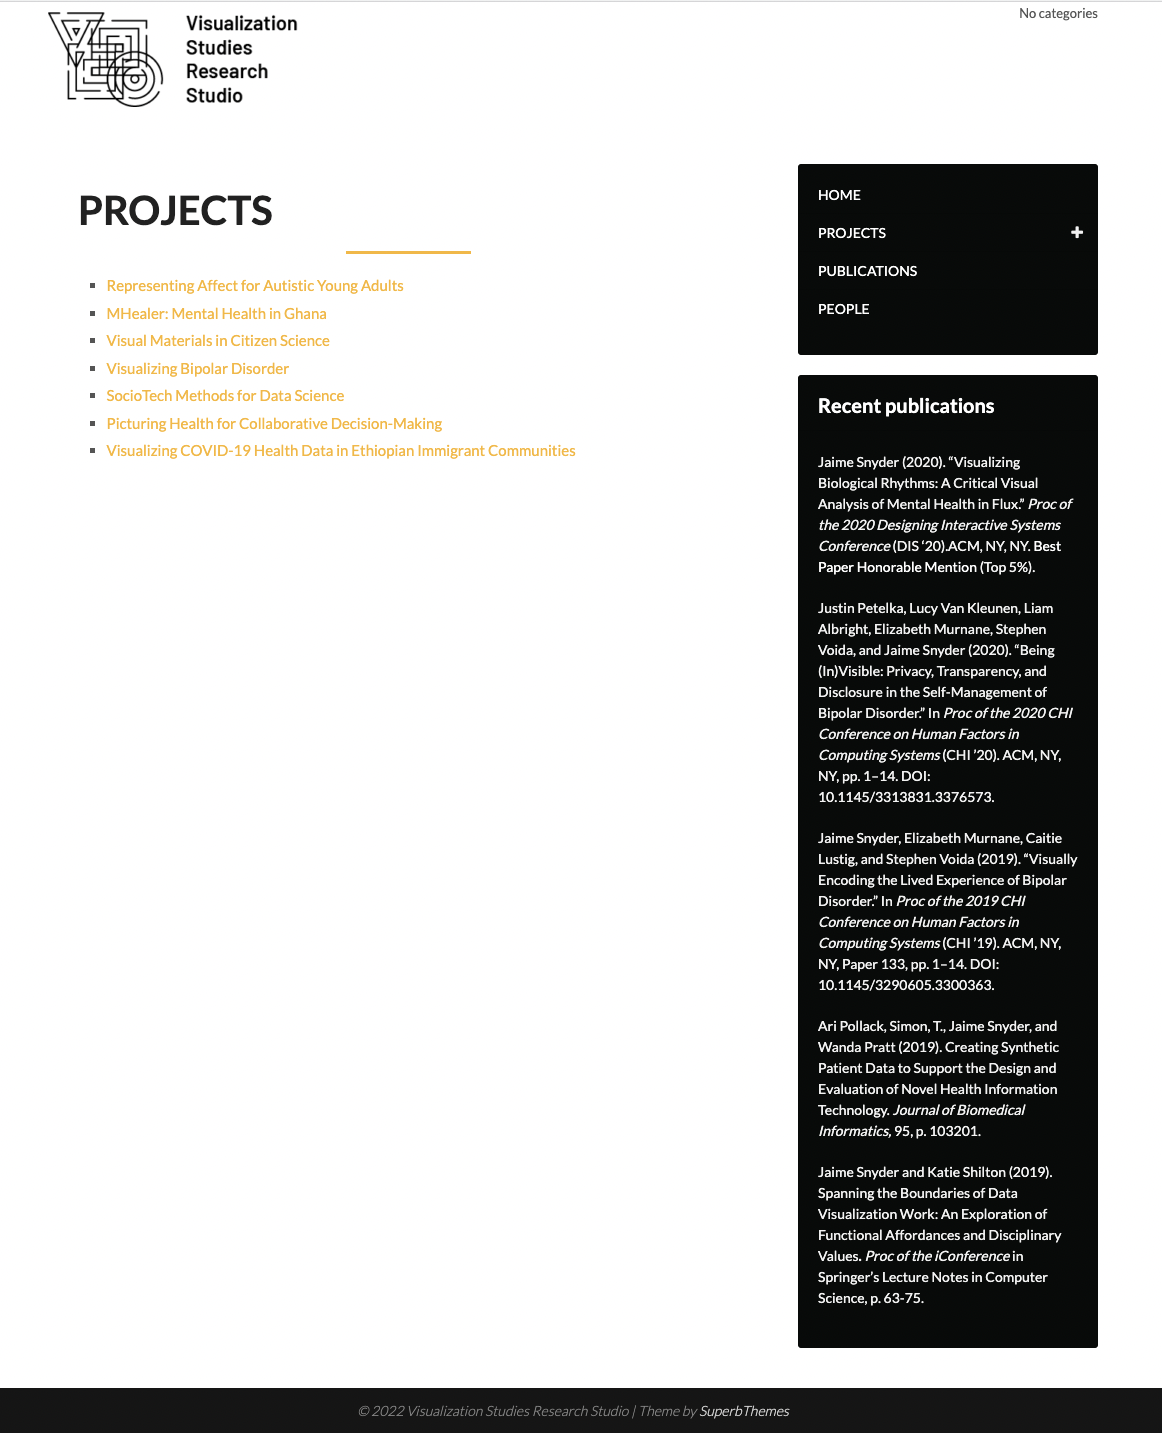 Visualization
Studies
Research
Studio
No categories
PROJECTS
Representing Affect for Autistic Young Adults
MHealer: Mental Health in Ghana
Visual Materials in Citizen Science
Visualizing Bipolar Disorder
SocioTech Methods for Data Science
Picturing Health for Collaborative Decision-Making
Visualizing COVID-19 Health Data in Ethiopian Immigrant Communities
HOME
PROJECTS
PUBLICATIONS
PEOPLE
Recent publications
Jaime Snyder (2020). “Visualizing
Biological Rhythms: A Critical Visual
Analysis of Mental Health in Flux.” Proc of
the 2020 Designing Interactive Systems
Conference (DIS ‘20).ACM, NY, NY. Best
Paper Honorable Mention (Top 5%).
Justin Petelka, Lucy Van Kleunen, Liam
Albright, Elizabeth Murnane, Stephen
Voida, and Jaime Snyder (2020). “Being
(In)Visible: Privacy, Transparency, and
Disclosure in the Self-Management of
Bipolar Disorder.” In Proc of the 2020 CHI
Conference on Human Factors in
Computing Systems (CHI ’20). ACM, NY,
NY, pp. 1–14. DOI:
10.1145/3313831.3376573.
Jaime Snyder, Elizabeth Murnane, Caitie
Lustig, and Stephen Voida (2019). “Visually
Encoding the Lived Experience of Bipolar
Disorder.” In Proc of the 2019 CHI
Conference on Human Factors in
Computing Systems (CHI ’19). ACM, NY,
NY, Paper 133, pp. 1–14. DOI:
10.1145/3290605.3300363.
Ari Pollack, Simon, T., Jaime Snyder, and
Wanda Pratt (2019). Creating Synthetic
Patient Data to Support the Design and
Evaluation of Novel Health Information
Technology. Journal of Biomedical
Informatics, 95, p. 103201.
Jaime Snyder and Katie Shilton (2019).
Spanning the Boundaries of Data
Visualization Work: An Exploration of
Functional Affordances and Disciplinary
Values. Proc of the iConference in
Springer’s Lecture Notes in Computer
Science, p. 63-75.
© 2022 Visualization Studies Research Studio | Theme by SuperbThemes